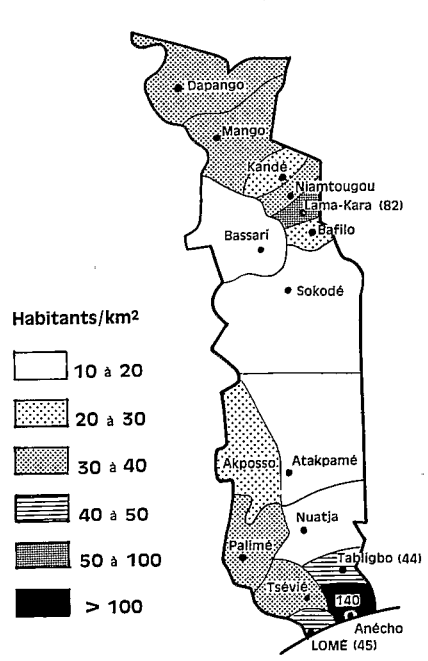 Dapango
Mango
Kandé
Niamtougou
Lama-Kara (82)
Bafilo
Bassari
Sokodé
Habitants/km²
10 à 20
20 à 30
30 à 40
40 à 50
50 à 100
> 100
Akposso
Atakpamé
Nuatja
Palimé
Tabligbo (44)
Tsévié
140
Anécho
LOMÉ (45)